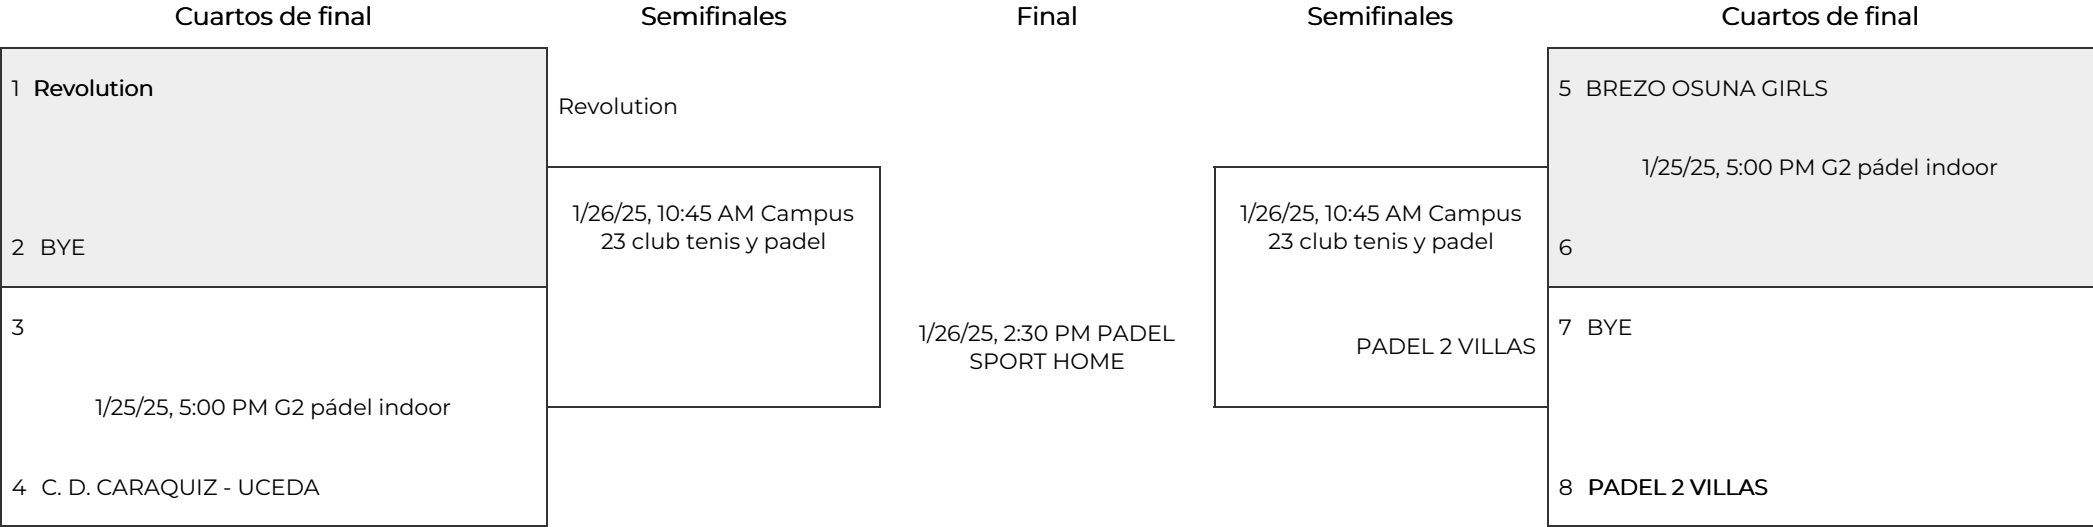 Cuartos de final
Semifinales
Final
Semifinales
Cuartos de final
1 Revolution
2 BYE
3
1/25/25, 5:00 PM G2 pádel indoor
4 C. D. CARAQUIZ - UCEDA
Revolution
1/26/25, 10:45 AM Campus
23 club tenis y padel
1/26/25, 2:30 PM PADEL
SPORT HOME
1/26/25, 10:45 AM Campus
23 club tenis y padel
PADEL 2 VILLAS
5 BREZO OSUNA GIRLS
1/25/25, 5:00 PM G2 pádel indoor
6
7 BYE
8 PADEL 2 VILLAS